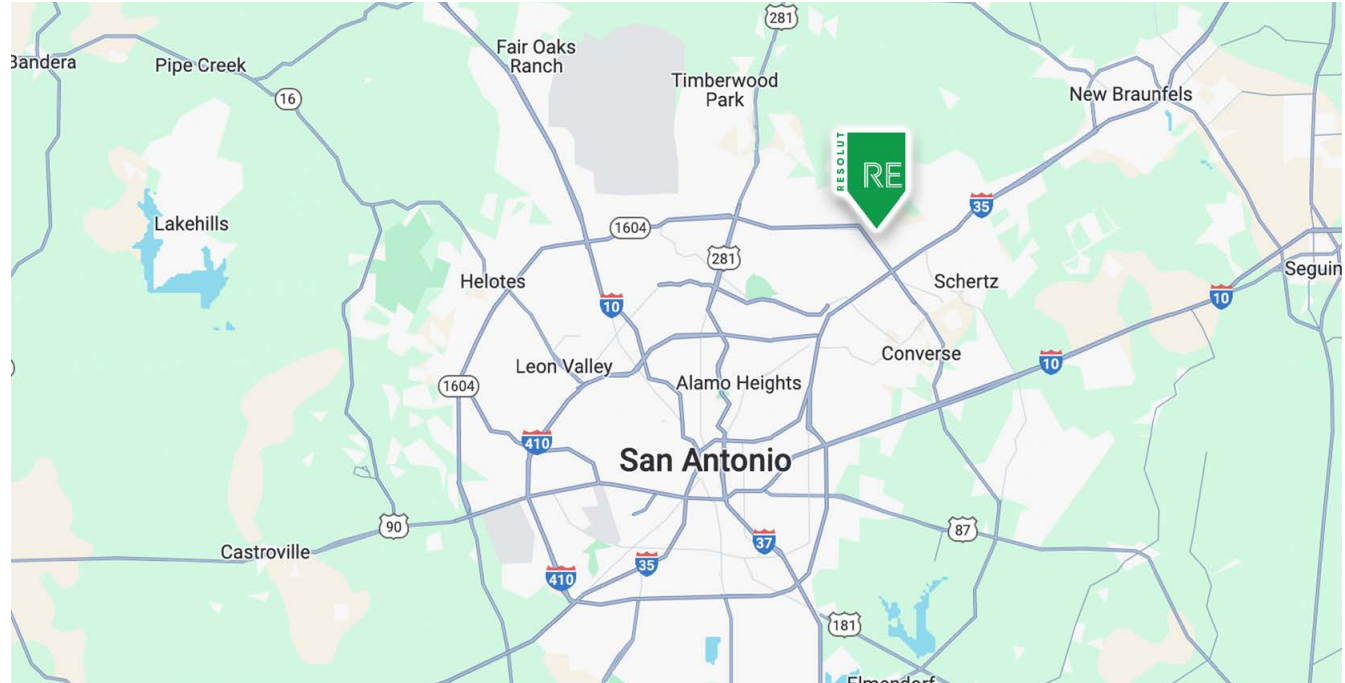 281
Fair Oaks
Ranch
Bandera
Pipe Creek
Timberwood
Park
New Braunfels
16
RESOLUT
RE
35
Lakehills
1604
281
Seguin
Helotes
Schertz
10
10
Converse
10
Leon Valley
1604
Alamo Heights
410
San Antonio
90
87
37
Castroville
35
410
181
Elmendorf